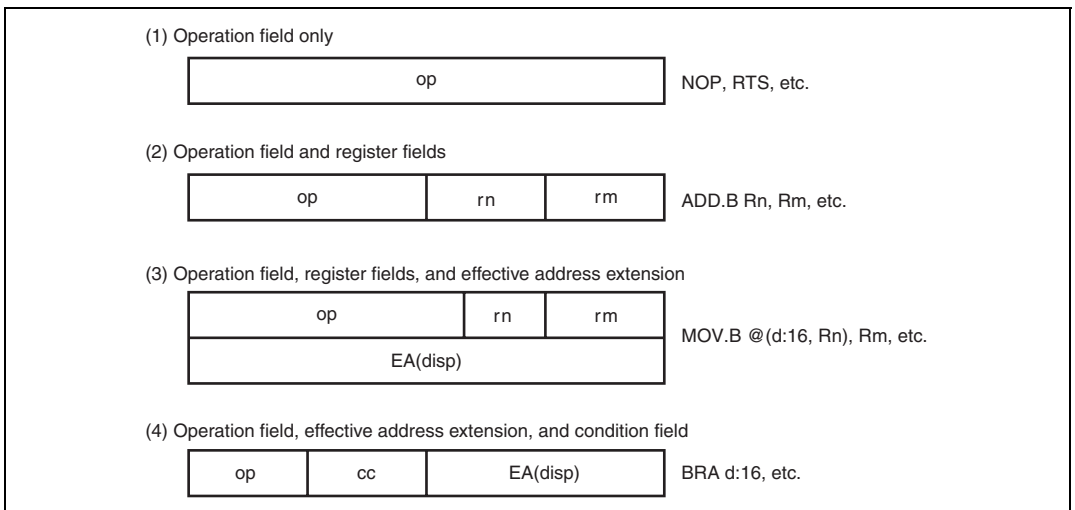 (1) Operation field only
op
NOP, RTS, etc.
(2) Operation field and register fields
op rn rm
ADD.B Rn, Rm, etc.
(3) Operation field, register fields, and effective address extension
op rn rm
EA(disp)
MOV.B @(d:16, Rn), Rm, etc.
(4) Operation field, effective address extension, and condition field
op cc EA(disp)
BRA d:16, etc.